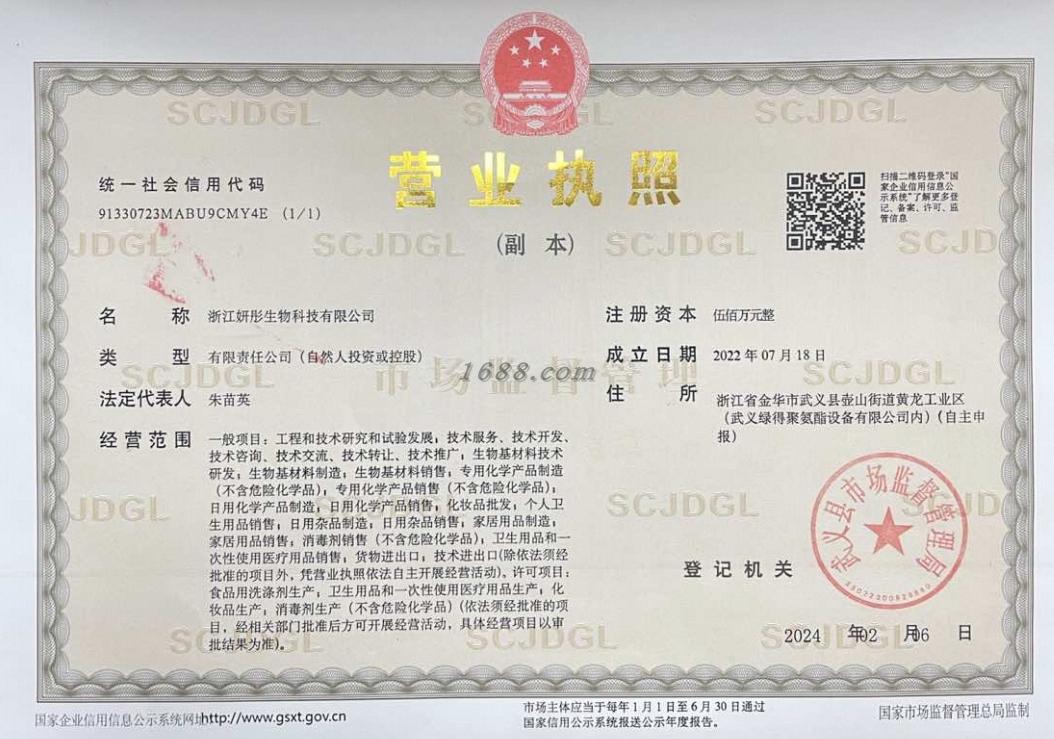 营业执照
(副 本)
统一社会信用代码
91330723MABU9CMY4E (1/1)
扫描二维码登录"国
家企业信用信息公
示系统"了解更多登
记、备案、许可、监
管信息
名 称 浙江妍彤生物科技有限公司
类 型 有限责任公司（自然人投资或控股）
法定代表人 朱苗英
经营范围 一般项目：工程和技术研究和试验发展；技术服务、技术开发、
技术咨询、技术交流、技术转让、技术推广；生物基材料技术
研发；生物基材料制造；生物基材料销售；专用化学产品制造
（不含危险化学品）；专用化学产品销售（不含危险化学品）；
日用化学产品制造；日用化学产品销售；化妆品批发；个人卫
生用品销售；日用杂品制造；日用杂品销售；家居用品制造；
家居用品销售；消毒剂销售（不含危险化学品）；卫生用品和一
次性使用医疗用品销售；货物进出口；技术进出口(除依法须经
批准的项目外，凭营业执照依法自主开展经营活动)。许可项目：
食品用洗涤剂生产；卫生用品和一次性使用医疗用品生产；化
妆品生产；消毒剂生产（不含危险化学品）(依法须经批准的项
目，经相关部门批准后方可开展经营活动，具体经营项目以审
批结果为准)。
注册资本 伍佰万元整
成立日期 2022年07月18日
住 所 浙江省金华市武义县壶山街道黄龙工业区
（武义绿得聚氨酯设备有限公司内）（自主申
报）
登记机关
武义县市场监督管理局
2024 年02 月06 日
1688.com
市场监督管理
SCJDGL
国家企业信用信息公示系统网址http://www.gsxt.gov.cn
市场主体应当于每年1月1日至6月30日通过
国家信用公示系统报送公示年度报告。
国家市场监督管理总局监制